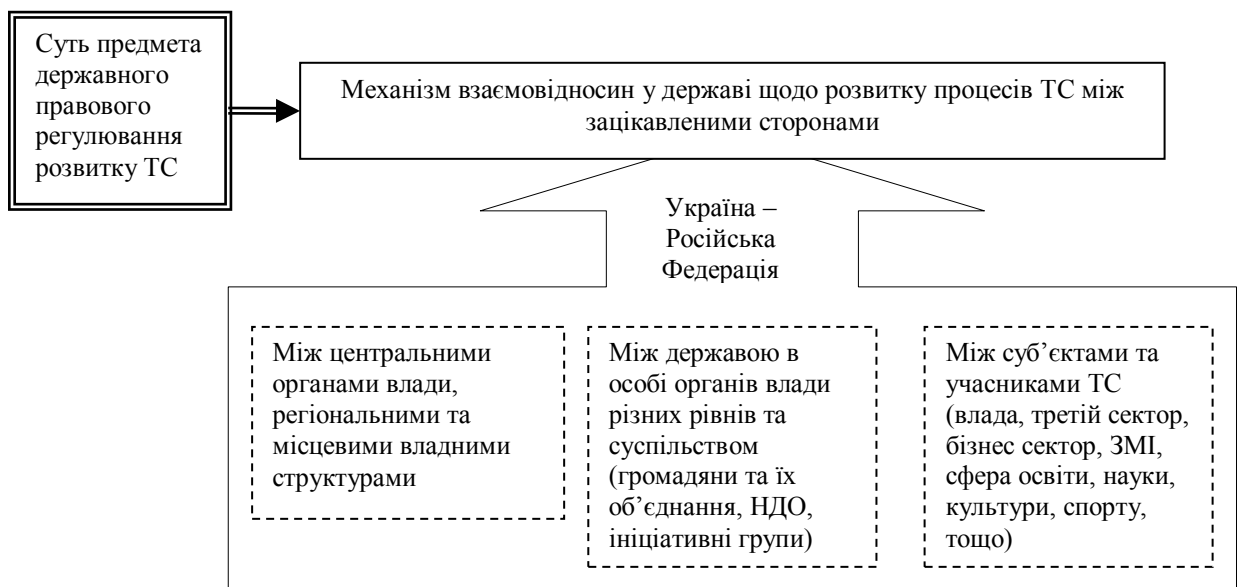 Суть предмета
державного
правового
регулювання
розвитку ТС
Механізм взаємовідносин у державі щодо розвитку процесів ТС між
зацікавленими сторонами
Україна –
Російська
Федерація
Між центральними
органами влади,
регіональними та
місцевими владними
структурами
Між державою в
особі органів влади
різних рівнів та
суспільством
(громадяни та їх
об’єднання, НДО,
ініціативні групи)
Між суб’єктами та
учасниками ТС
(влада, третій сектор,
бізнес сектор, ЗМІ,
сфера освіти, науки,
культури, спорту,
тощо)